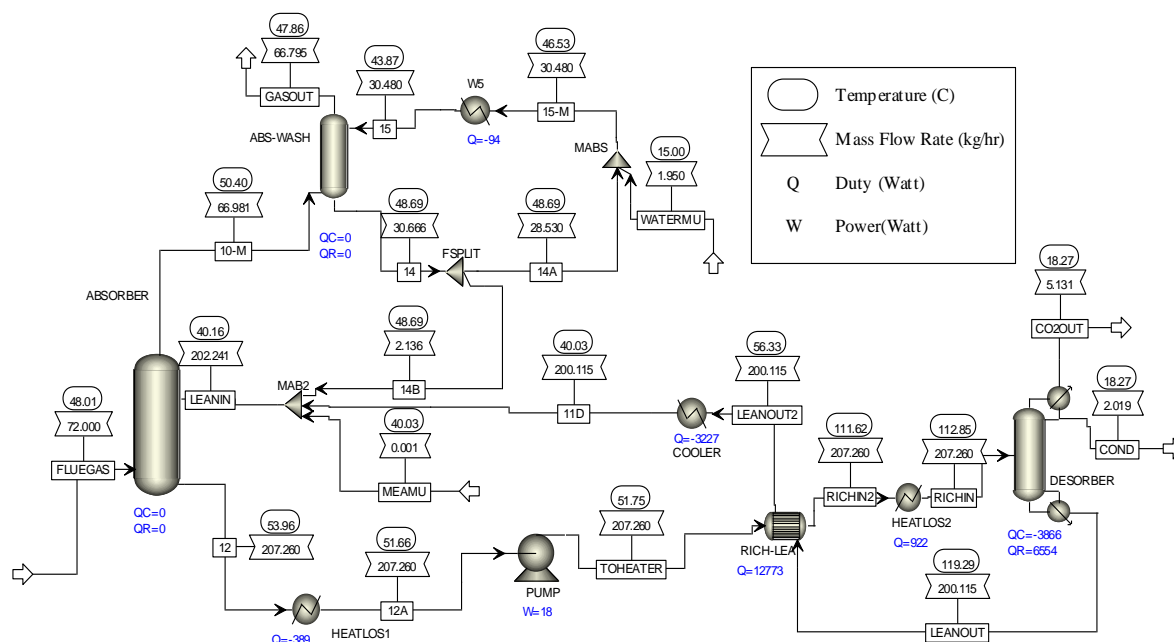 47.86
66.795
GASOUT
43.87
30.480
15
W5
Q=-94
46.53
30.480
15-M
ABS-WASH
MABS
15.00
1.950
WATERMU
Temperature (C)
Mass Flow Rate (kg/hr)
Q Duty (Watt)
W Power(Watt)
50.40
66.981
10-M
QC=0
QR=0
48.69
30.666
14
FSPLIT
48.69
28.530
14A
18.27
5.131
CO2OUT
ABSORBER
40.16
202.241
LEANIN
MAB2
48.69
2.136
14B
40.03
200.115
11D
56.33
200.115
LEANOUT2
Q=-3227
COOLER
18.27
2.019
COND
48.01
72.000
FLUEGAS
40.03
0.001
MEAMU
111.62
207.260
RICHIN2
112.85
207.260
RICHIN
DESORBER
QC=0
QR=0
53.96
207.260
12
51.66
207.260
12A
51.75
207.260
TOHEATER
RICH-LEA
Q=12773
HEATLOS2
Q=922
QC=-3866
QR=6554
PUMP
W=18
HEATLOS1
Q=-389
119.29
200.115
LEANOUT